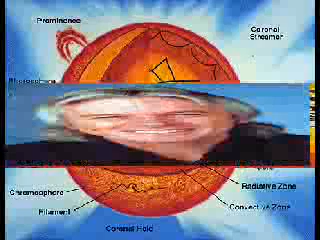 Prominence
Coronal
Streamer
Photosphere
Radiative Zone
Chromosphere
Convective Zone
Filament
Coronal Hole